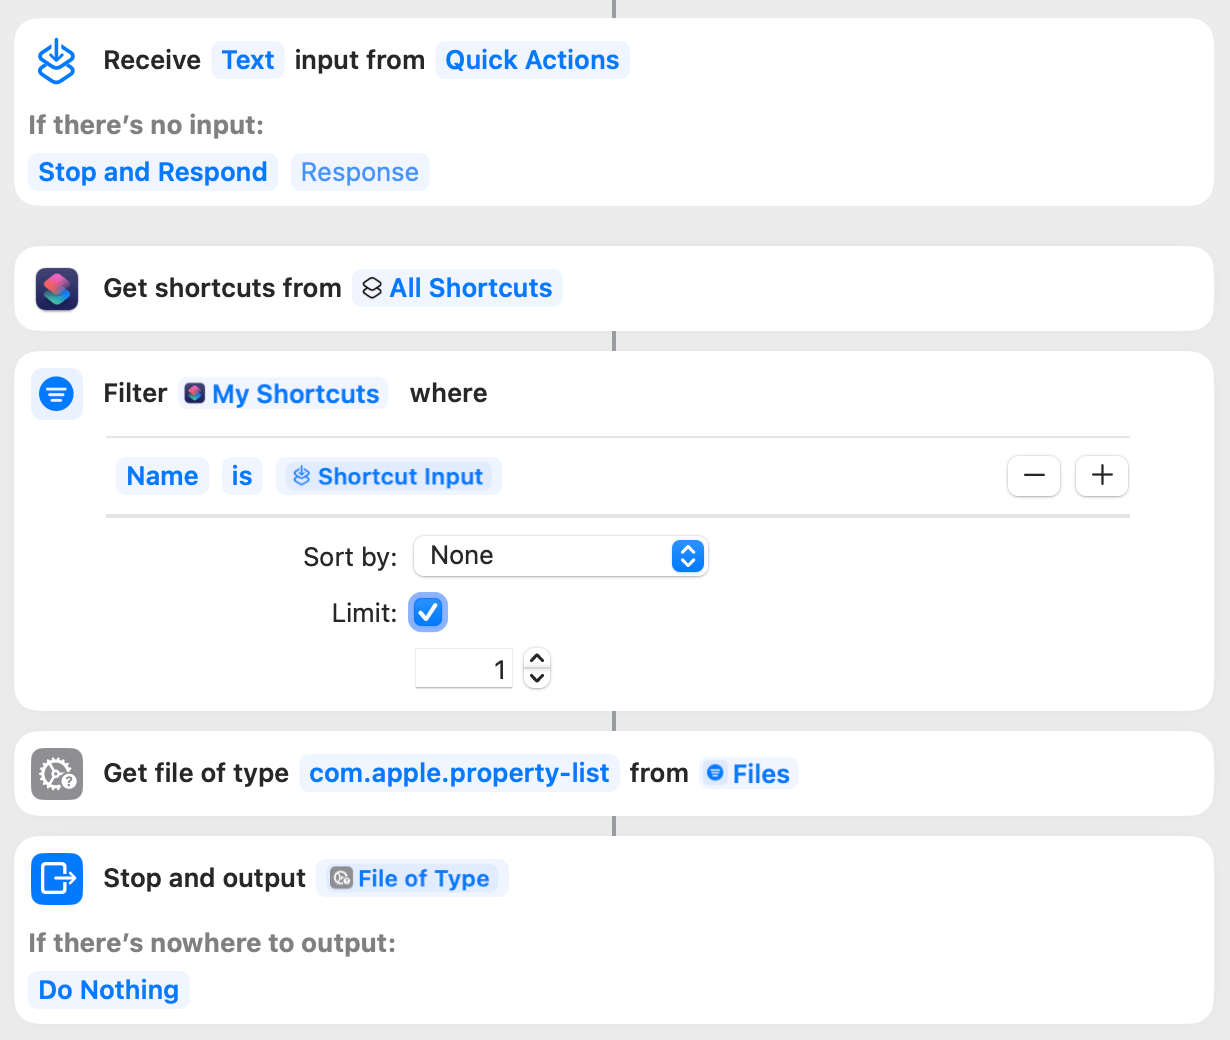 Receive Text input from Quick Actions
If there’s no input:
Stop and Respond Response
Get shortcuts from All Shortcuts
Filter My Shortcuts where
Name is Shortcut Input
Sort by: None
Limit:
1
Get file of type com.apple.property-list from Files
Stop and output File of Type
If there’s nowhere to output:
Do Nothing